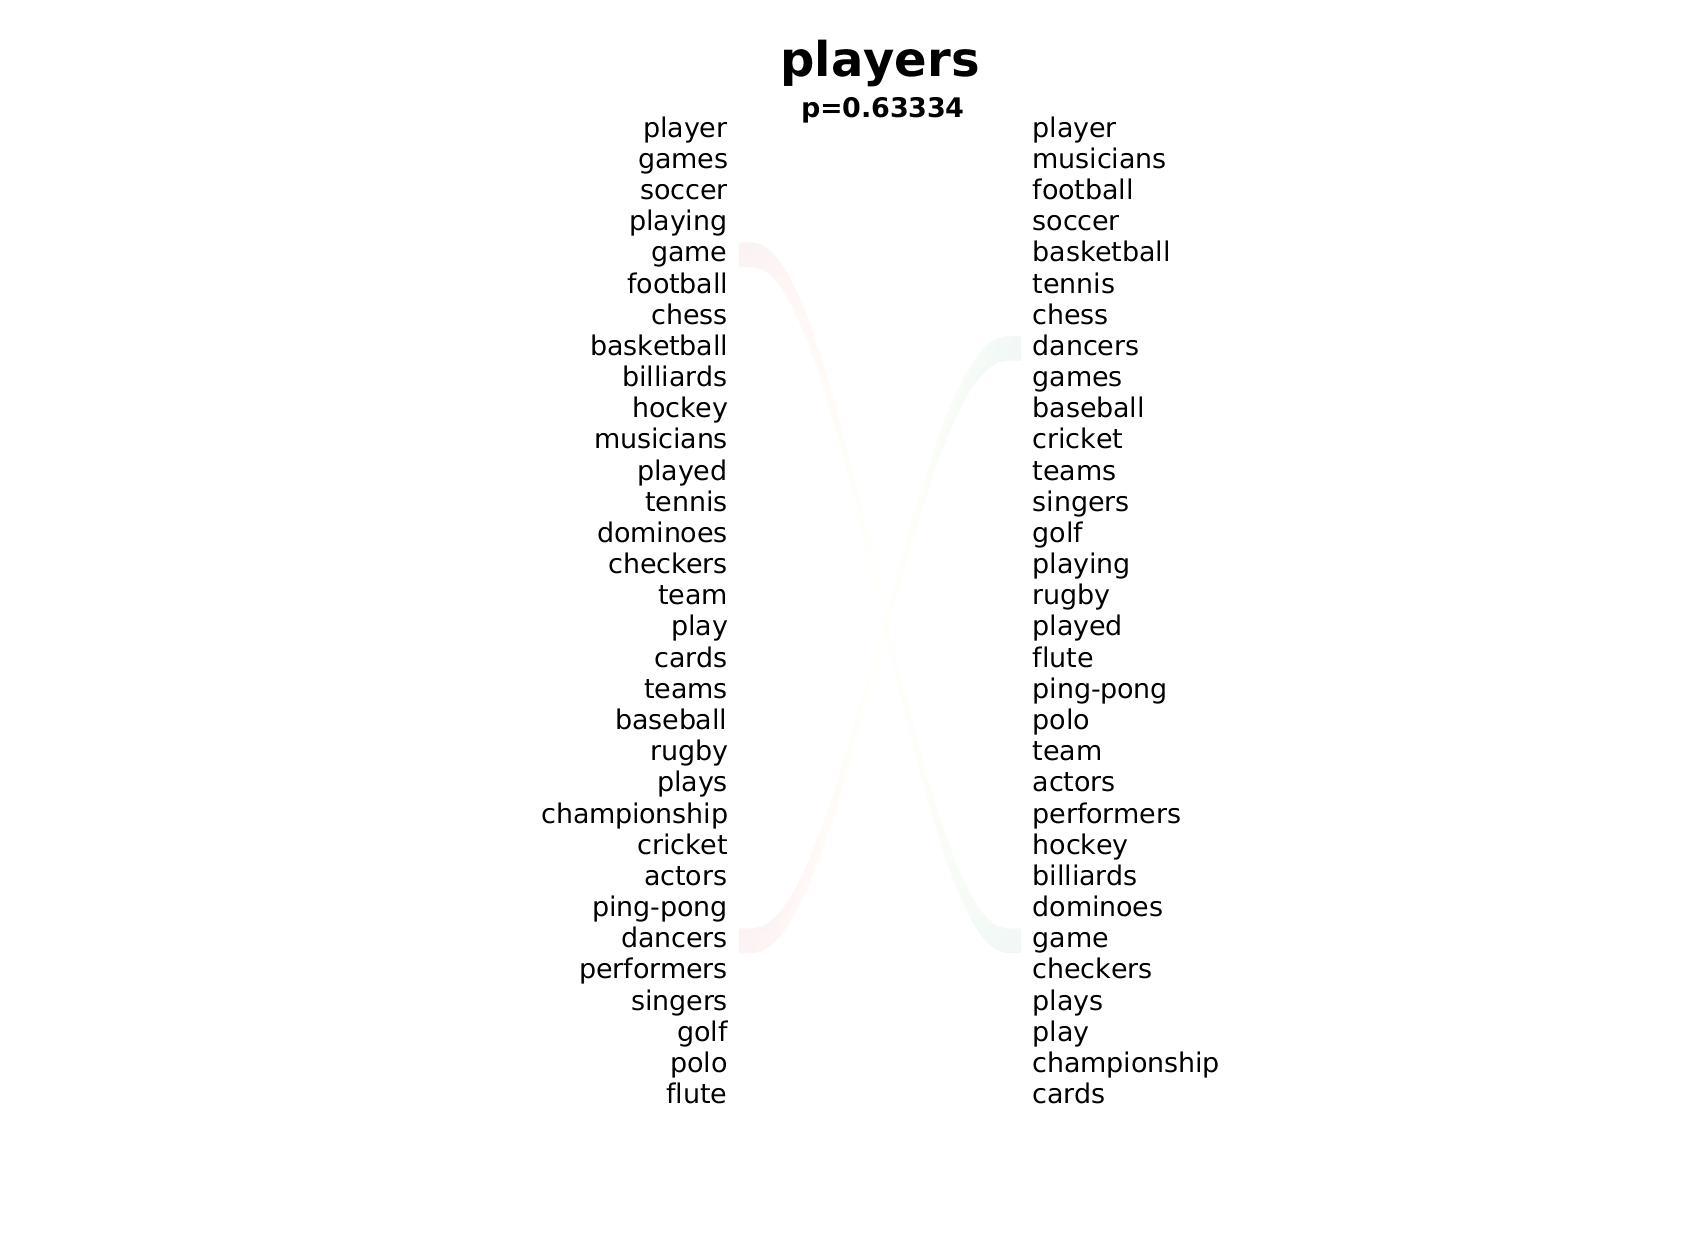 players
p=0.63334
player player
games musicians
soccer football
playing soccer
game basketball
football tennis
chess chess
basketball dancers
billiards games
hockey baseball
musicians cricket
played teams
tennis singers
dominoes golf
checkers playing
team rugby
play played
cards flute
teams ping-pong
baseball polo
rugby team
plays actors
championship performers
cricket hockey
actors billiards
ping-pong dominoes
dancers game
performers checkers
singers plays
golf play
polo championship
flute cards